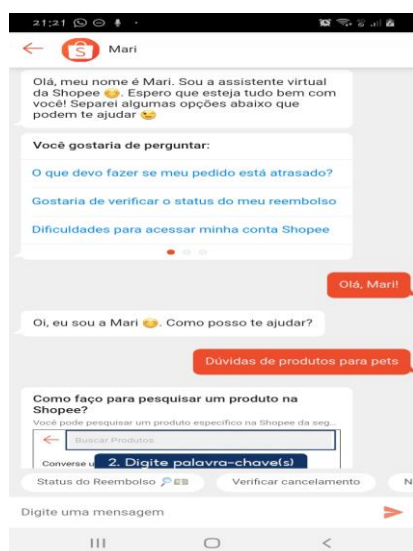 21:21
Mari
Olá, meu nome é Mari. Sou a assistente virtual
da Shopee 😊. Espero que esteja tudo bem com
você! Separei algumas opções abaixo que
podem te ajudar 😉
Você gostaria de perguntar:
O que devo fazer se meu pedido está atrasado?
Gostaria de verificar o status do meu reembolso
Dificuldades para acessar minha conta Shopee
Olá, Mari!
Oi, eu sou a Mari 😊. Como posso te ajudar?
Dúvidas de produtos para pets
Como faço para pesquisar um produto na
Shopee?
Você pode pesquisar um produto específico na Shopee da seg...
Buscar Produtos
Converse u
2. Digite palavra-chave(s)
Status do Reembolso
Verificar cancelamento
N
Digite uma mensagem